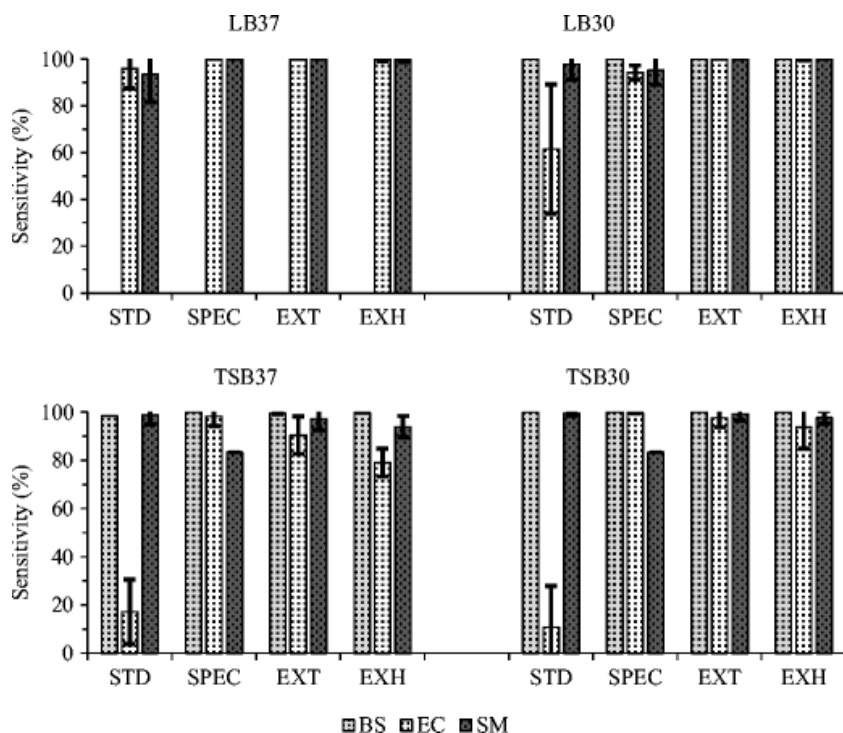 LB37 LB30
Sensitivity (%)
100
80
60
40
20
0
STD SPEC EXT EXH STD SPEC EXT EXH
TSB37 TSB30
Sensitivity (%)
100
80
60
40
20
0
STD SPEC EXT EXH STD SPEC EXT EXH
BS EC SM